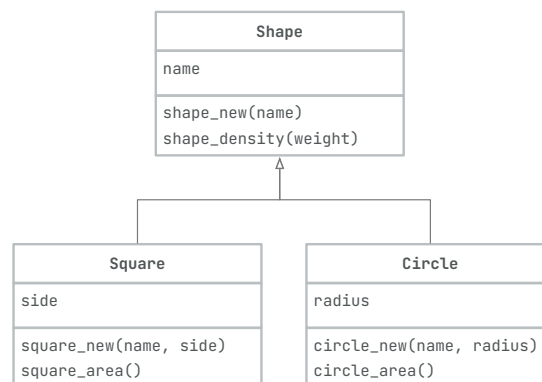 Shape
name
shape_new(name)
shape_density(weight)
Square
side
square_new(name, side)
square_area()
Circle
radius
circle_new(name, radius)
circle_area()